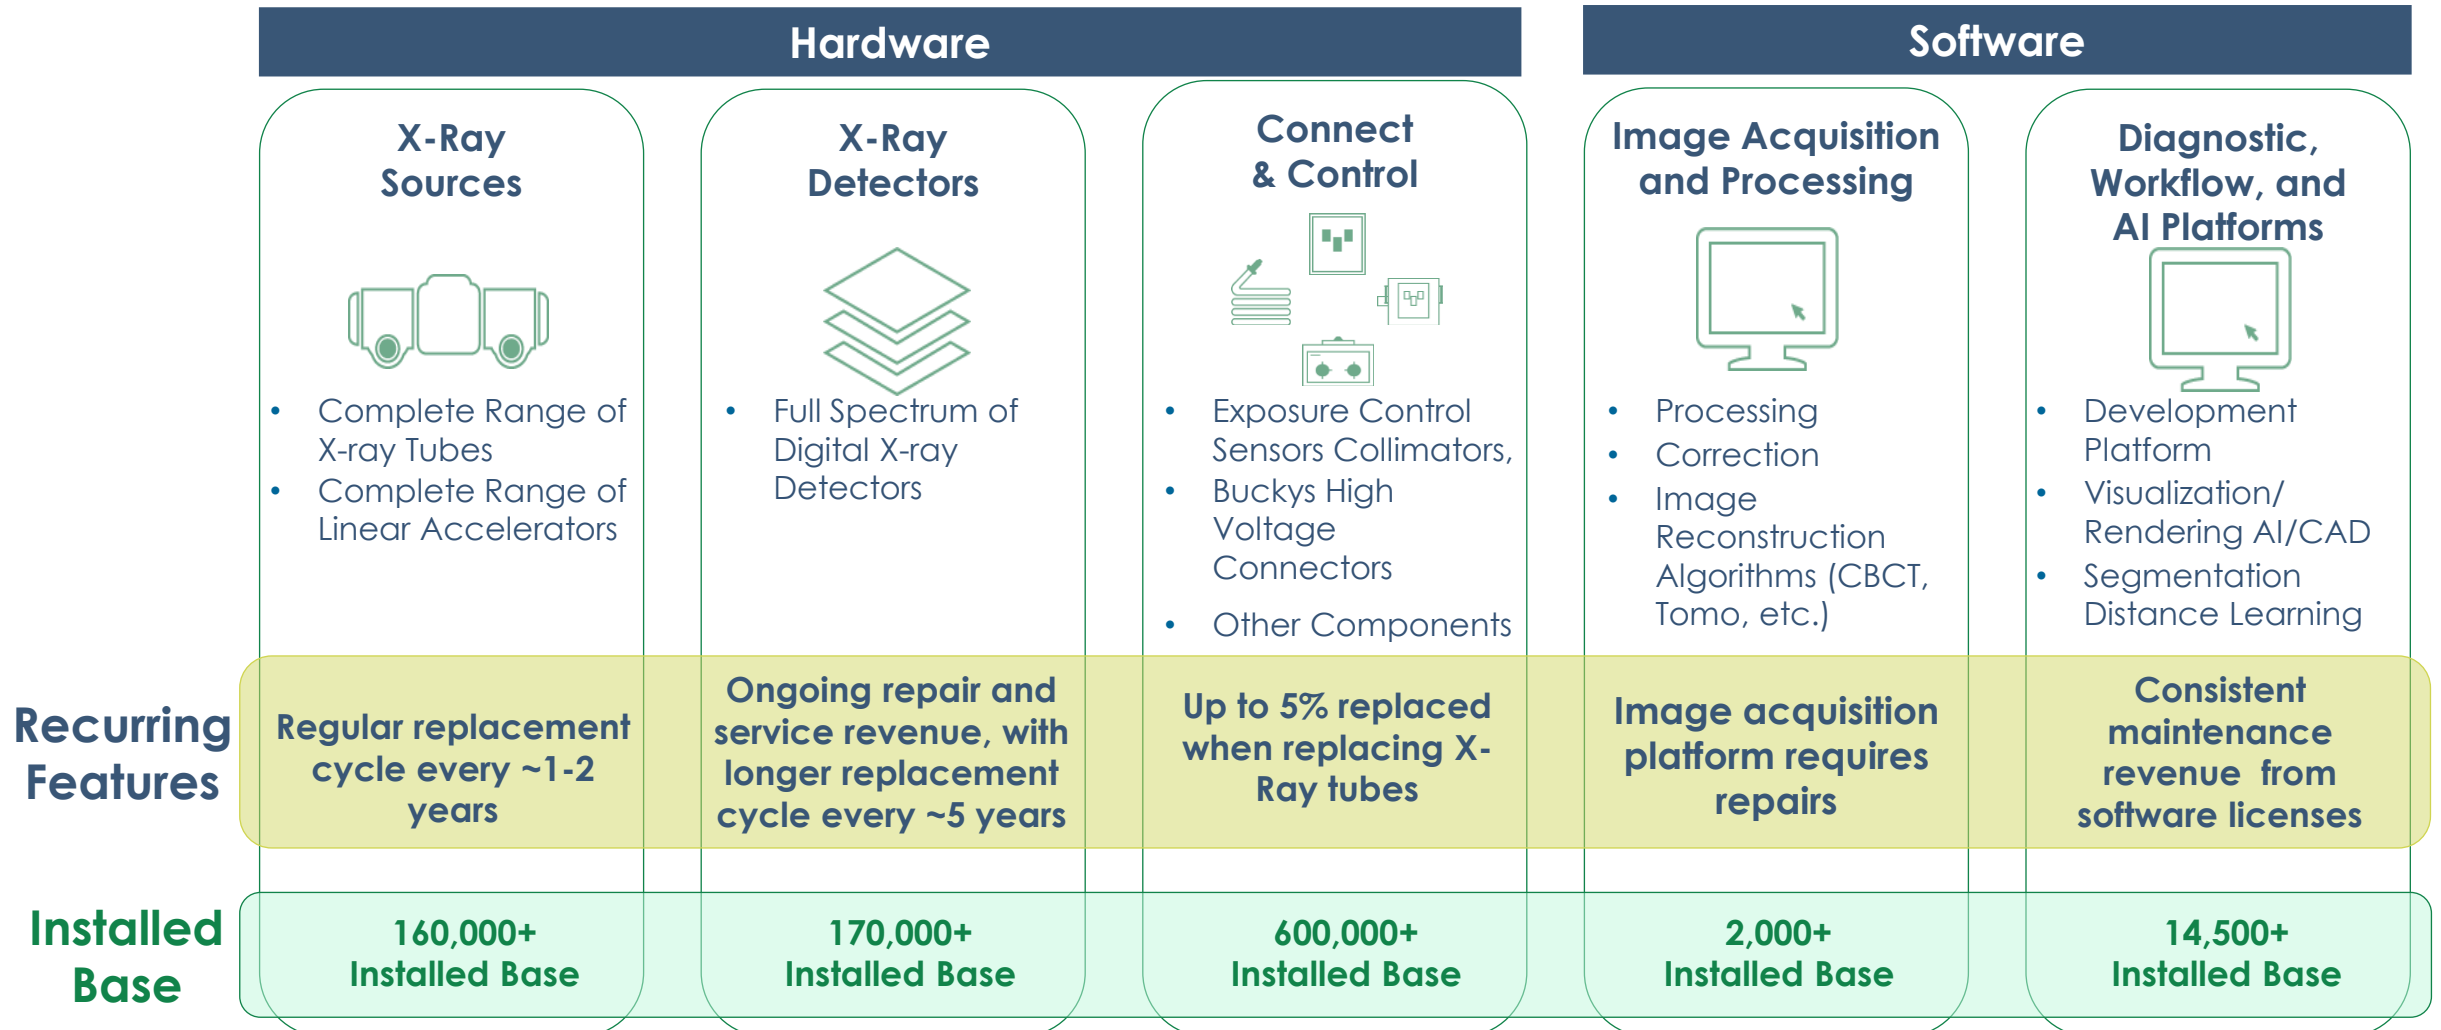 Hardware
Software
X-Ray
Sources
• Complete Range of
X-ray Tubes
• Complete Range of
Linear Accelerators
X-Ray
Detectors
• Full Spectrum of
Digital X-ray
Detectors
Connect
& Control
• Exposure Control
Sensors Collimators,
• Buckys High
Voltage
Connectors
• Other Components
Image Acquisition
and Processing
• Processing
• Correction
• Image
Reconstruction
Algorithms (CBCT,
Tomo, etc.)
Diagnostic,
Workflow, and
AI Platforms
• Development
Platform
• Visualization/
Rendering AI/CAD
• Segmentation
Distance Learning
Recurring
Features
Regular replacement
cycle every ~1-2
years
Ongoing repair and
service revenue, with
longer replacement
cycle every ~5 years
Up to 5% replaced
when replacing X-
Ray tubes
Image acquisition
platform requires
repairs
Consistent
maintenance
revenue from
software licenses
Installed
Base
160,000+
Installed Base
170,000+
Installed Base
600,000+
Installed Base
2,000+
Installed Base
14,500+
Installed Base